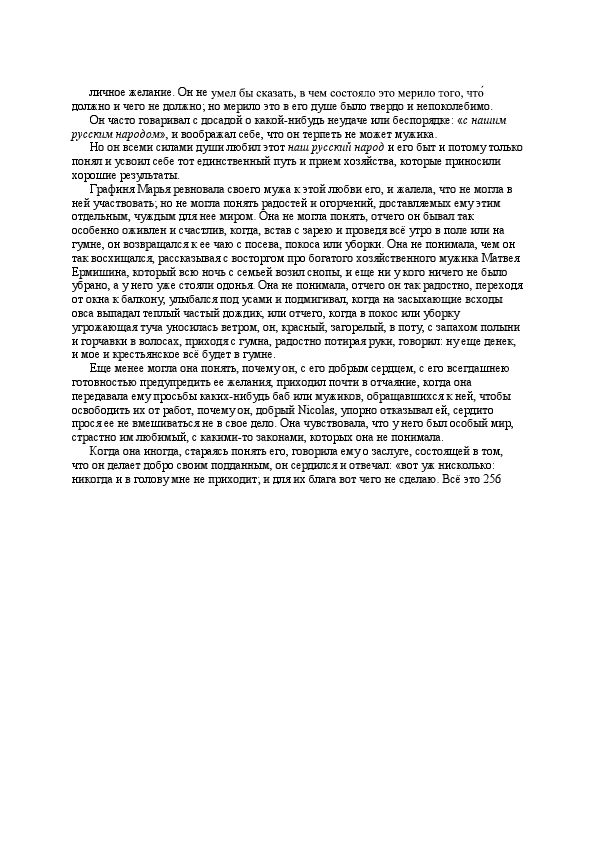 личное желание. Он не умел бы сказать, в чем состояло это мерило того, что́
должно и чего не должно; но мерило это в его душе было твердо и непоколебимо.
Он часто говаривал с досадой о какой-нибудь неудаче или беспорядке: «с нашим
русским народом», и воображал себе, что он терпеть не может мужика.
Но он всеми силами души любил этот наш русский народ и его быт и потому только
понял и усвоил себе тот единственный путь и прием хозяйства, которые приносили
хорошие результаты.
Графиня Марья ревновала своего мужа к этой любви его, и жалела, что не могла в
ней участвовать; но не могла понять радостей и огорчений, доставляемых ему этим
отдельным, чуждым для нее миром. Она не могла понять, отчего он бывал так
особенно оживлен и счастлив, когда, встав с зарею и проведя всё утро в поле или на
гумне, он возвращался к ее чаю с посева, покоса или уборки. Она не понимала, чем он
так восхищался, рассказывая с восторгом про богатого хозяйственного мужика Матвея
Ермишина, который всю ночь с семьей возил снопы, и еще ни у кого ничего не было
убрано, а у него уже стояли одонья. Она не понимала, отчего он так радостно, переходя
от окна к балкону, улыбался под усами и подмигивал, когда на засыхающие всходы
овса выпадал теплый частый дождик, или отчего, когда в покос или уборку
угрожающая туча уносилась ветром, он, красный, загорелый, в поту, с запахом полыни
и горчавки в волосах, приходя с гумна, радостно потирая руки, говорил: ну еще денек,
и мое и крестьянское всё будет в гумне.
Еще менее могла она понять, почему он, с его добрым сердцем, с его всегдашнею
готовностью предупредить ее желания, приходил почти в отчаяние, когда она
передавала ему просьбы каких-нибудь баб или мужиков, обращавшихся к ней, чтобы
освободить их от работ, почему он, добрый Nicolas, упорно отказывал ей, сердито
прося ее не вмешиваться не в свое дело. Она чувствовала, что у него был особый мир,
страстно им любимый, с какими-то законами, которых она не понимала.
Когда она иногда, стараясь понять его, говорила ему о заслуге, состоящей в том,
что он делает добро своим подданным, он сердился и отвечал: «вот уж нисколько:
никогда и в голову мне не приходит; и для их блага вот чего не сделаю. Всё это 256